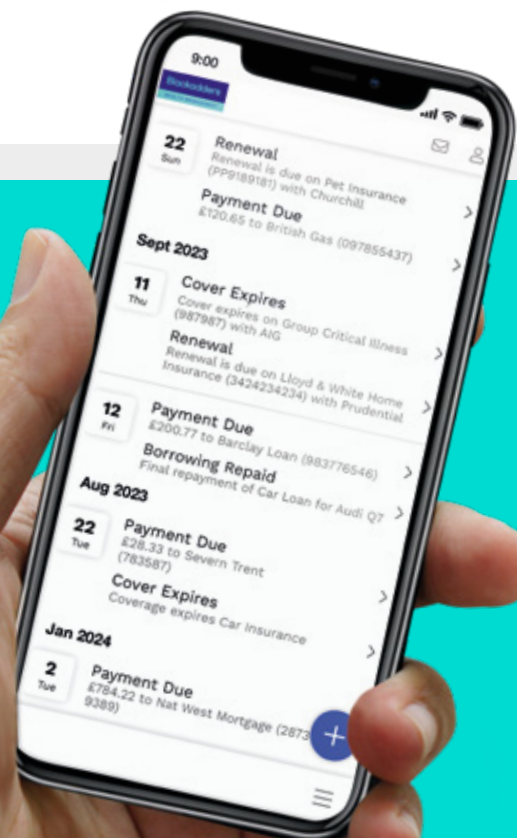 9:00
Blackadders
22
Sun
Renewal
Renewal is due on Pet Insurance
(PP9189181) with Churchill
Payment Due
£120.65 to British Gas (097855437)
Sept 2023
11
Thu
Cover Expires
Cover expires on Group Critical Illness
(987987) with AIG
Renewal
Renewal is due on Lloyd & White Home
Insurance (3424234234) with Prudential
12
Fri
Payment Due
£200.77 to Barclay Loan (983776546)
Borrowing Repaid
Final repayment of Car Loan for Audi Q7
Aug 2023
22
Tue
Payment Due
£28.33 to Severn Trent
(783587)
Cover Expires
Coverage expires Car Insurance
Jan 2024
2
Tue
Payment Due
£784.22 to Nat West Mortgage (2873
9389)